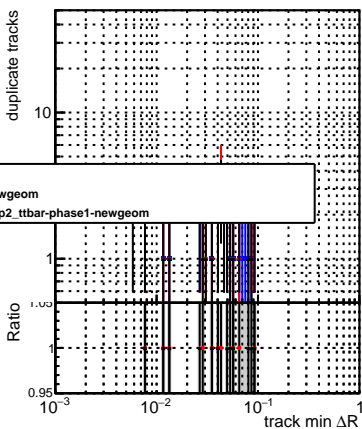 duplicate tracks
10
wgeom
p2_ttbar-phase1-newgeom
1
Ratio
1.05
1
0.95
10⁻³
10⁻²
10⁻¹
1
track min ΔR